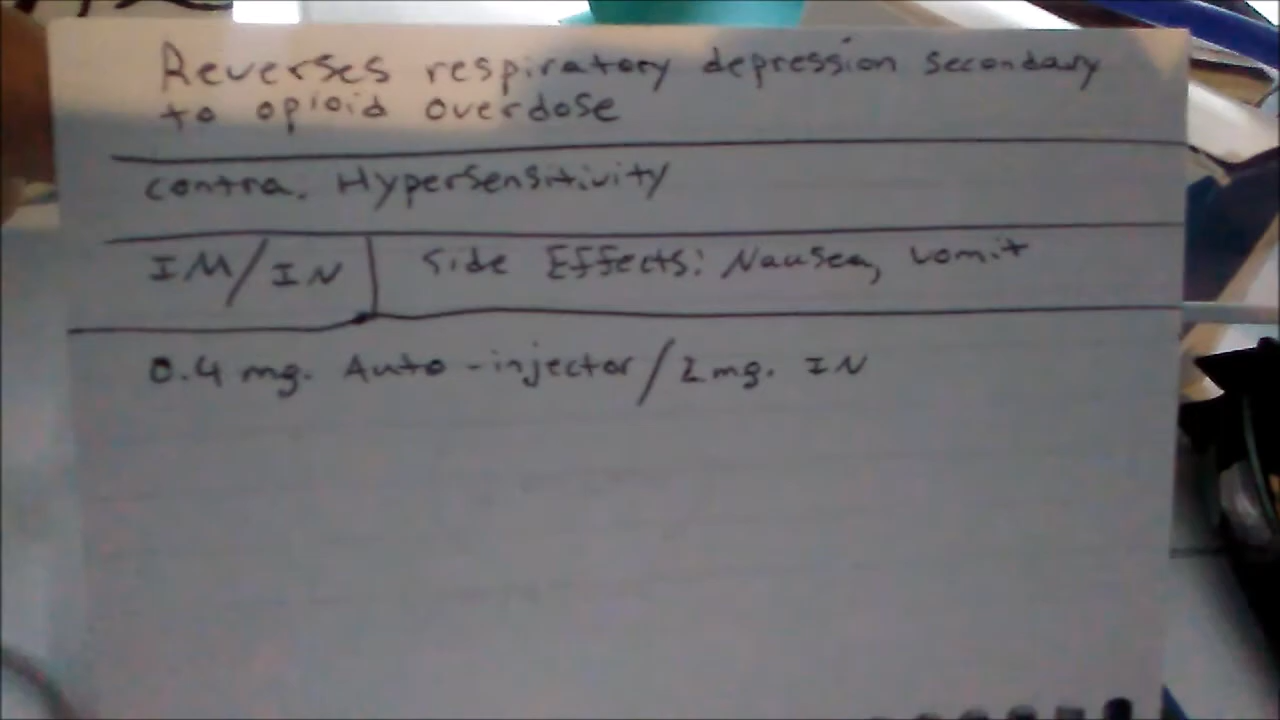 Reverses respiratory depression secondary
to opioid overdose
contra. Hypersensitivity
IM/IN | Side Effects: Nausea, vomit
0.4 mg. Auto-injector/2mg. IN